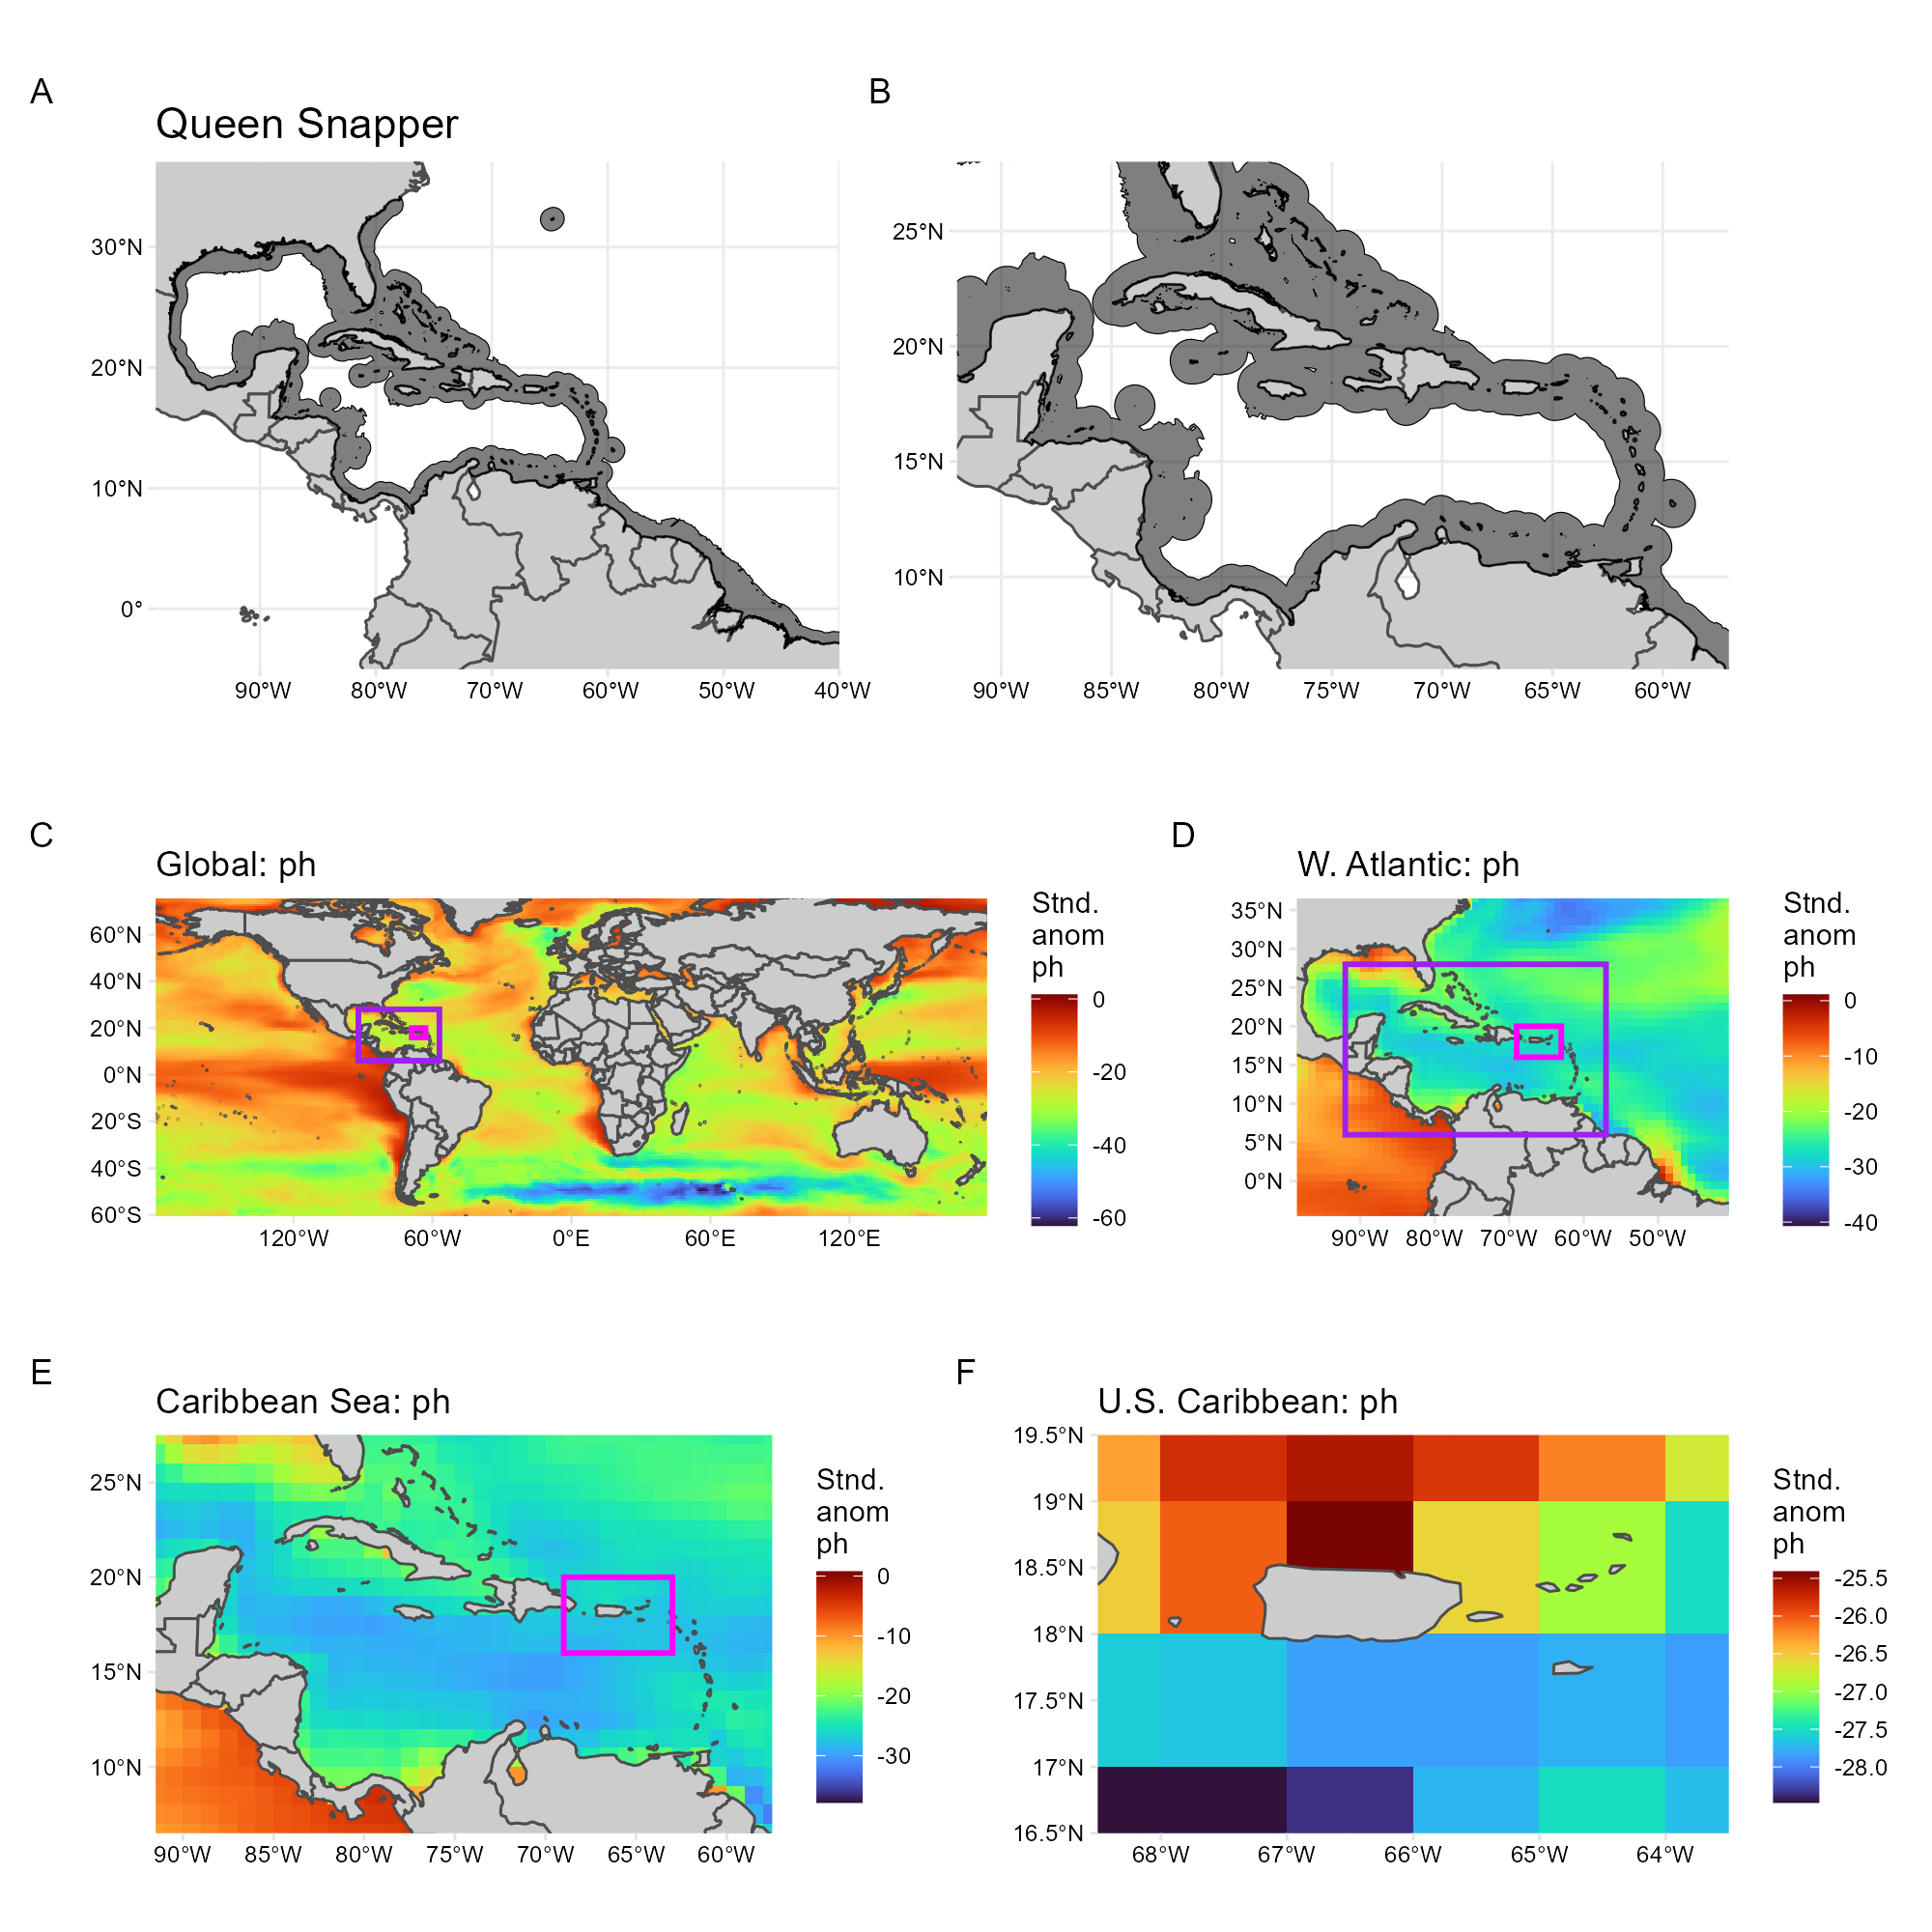 A
B
Queen Snapper
30°N
20°N
10°N
0°
90°W 80°W 70°W 60°W 50°W 40°W
25°N
20°N
15°N
10°N
90°W 85°W 80°W 75°W 70°W 65°W 60°W
C
Global: ph
60°N
40°N
20°N
0°N
20°S
40°S
60°S
120°W 60°W 0°E 60°E 120°E
Stnd.
anom
ph
0
-20
-40
-60
D
W. Atlantic: ph
35°N
30°N
25°N
20°N
15°N
10°N
5°N
0°N
90°W 80°W 70°W 60°W 50°W
Stnd.
anom
ph
0
-10
-20
-30
-40
E
Caribbean Sea: ph
25°N
20°N
15°N
10°N
90°W 85°W 80°W 75°W 70°W 65°W 60°W
Stnd.
anom
ph
0
-10
-20
-30
F
U.S. Caribbean: ph
19.5°N
19°N
18.5°N
18°N
17.5°N
17°N
16.5°N
68°W 67°W 66°W 65°W 64°W
Stnd.
anom
ph
-25.5
-26.0
-26.5
-27.0
-27.5
-28.0